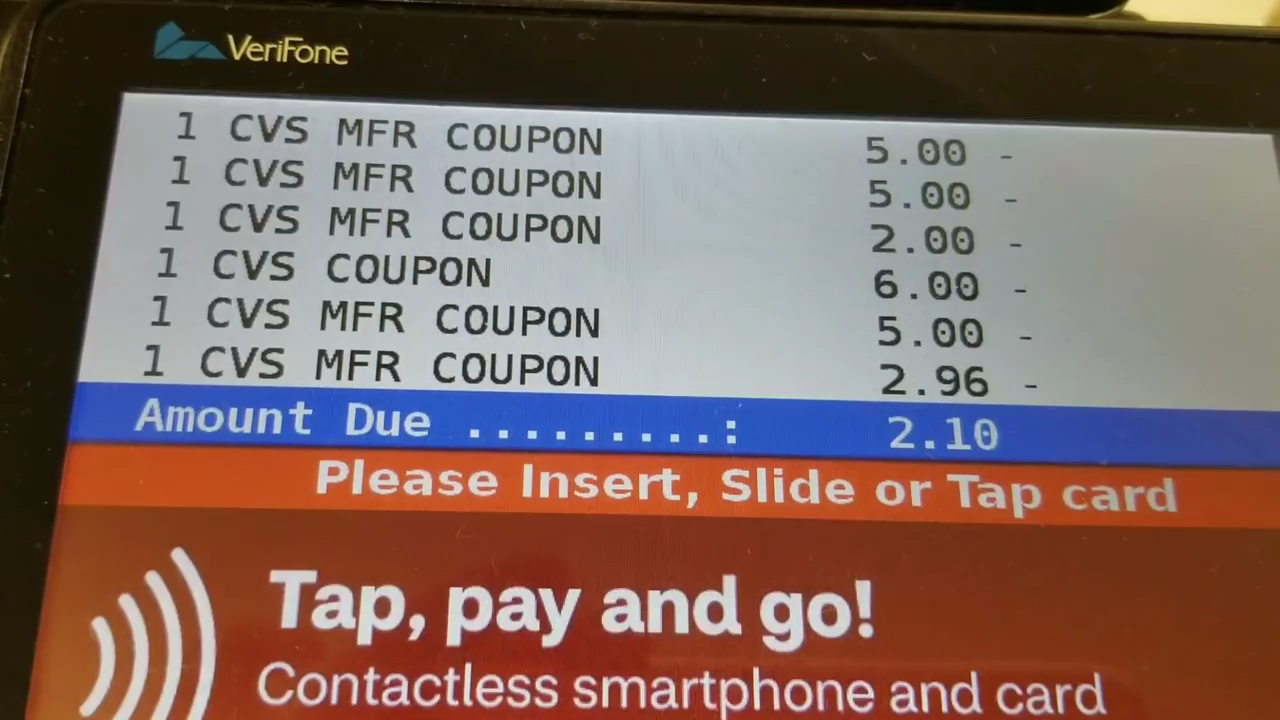 VeriFone
1 CVS MFR COUPON 5.00 -
1 CVS MFR COUPON 5.00 -
1 CVS MFR COUPON 2.00 -
1 CVS COUPON 6.00 -
1 CVS MFR COUPON 5.00 -
1 CVS MFR COUPON 2.96 -
Amount Due .........: 2.10
Please Insert, Slide or Tap card
Tap, pay and go!
Contactless smartphone and card